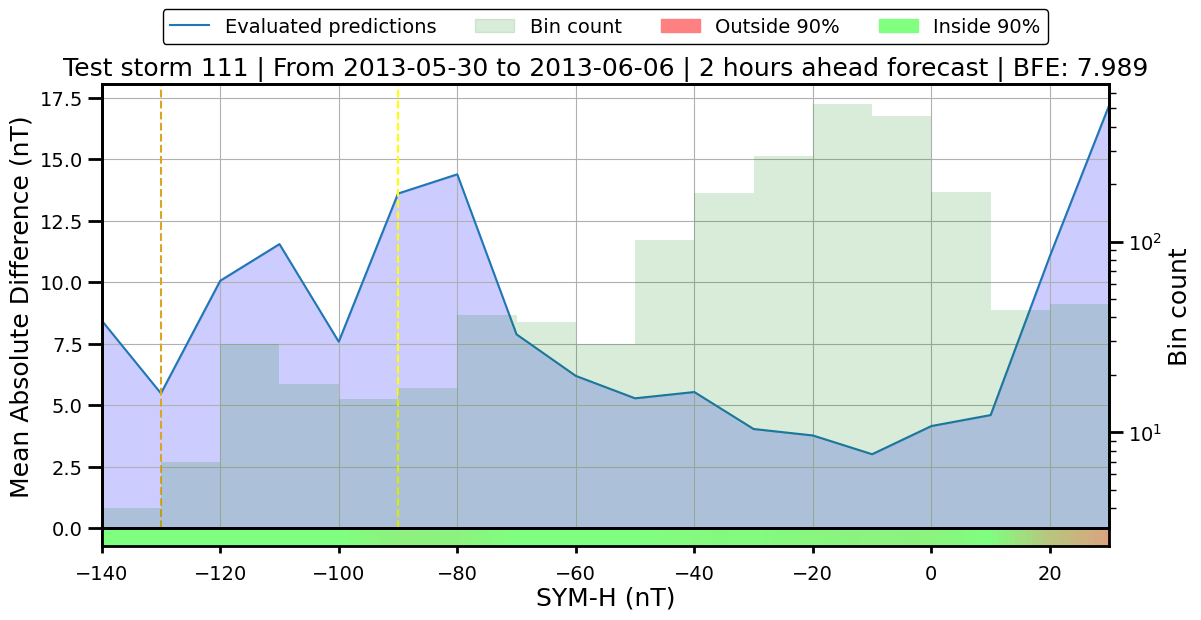 Evaluated predictions Bin count Outside 90% Inside 90%
Test storm 111 | From 2013-05-30 to 2013-06-06 | 2 hours ahead forecast | BFE: 7.989
Mean Absolute Difference (nT)
17.5
15.0
12.5
10.0
7.5
5.0
2.5
0.0
10²
10¹
Bin count
−140 −120 −100 −80 −60 −40 −20 0 20
SYM-H (nT)